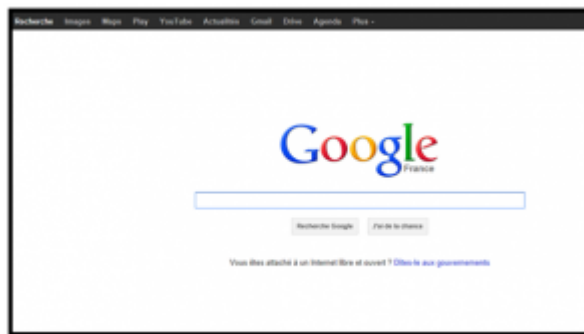 Recherche Images Maps Play YouTube Actualités Gmail Drive Agenda Plus
Google
France
Recherche Google J'ai de la chance
Vous êtes attaché à un Internet libre et ouvert ? Dites-le aux gouvernements